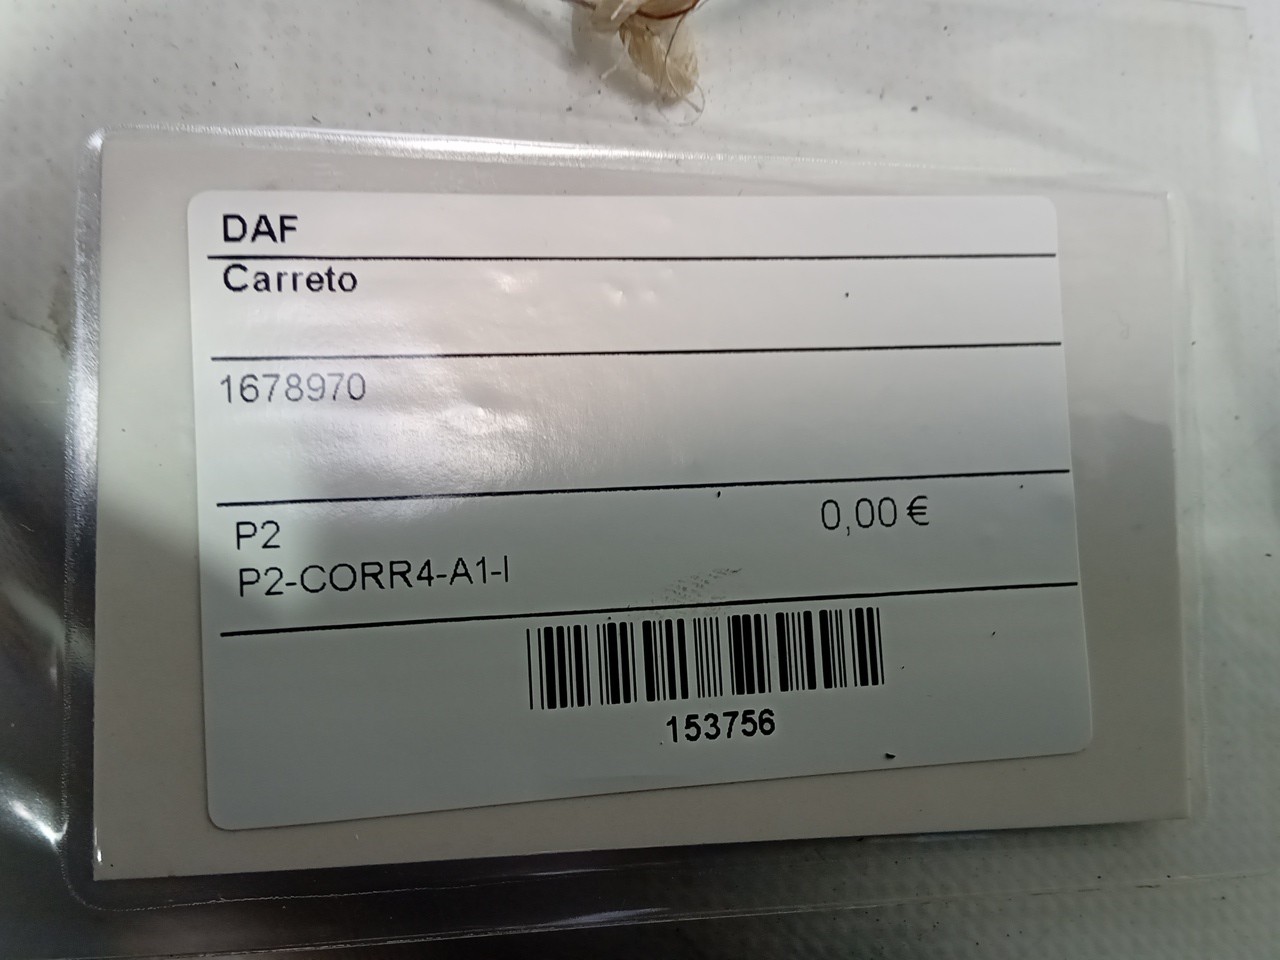 DAF
Carreto
1678970
P2
0,00 €
P2-CORR4-A1-I
153756